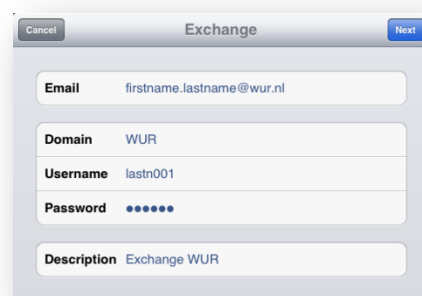 Cancel Exchange Next
Email firstname.lastname@wur.nl
Domain WUR
Username lastn001
Password ●●●●●●
Description Exchange WUR